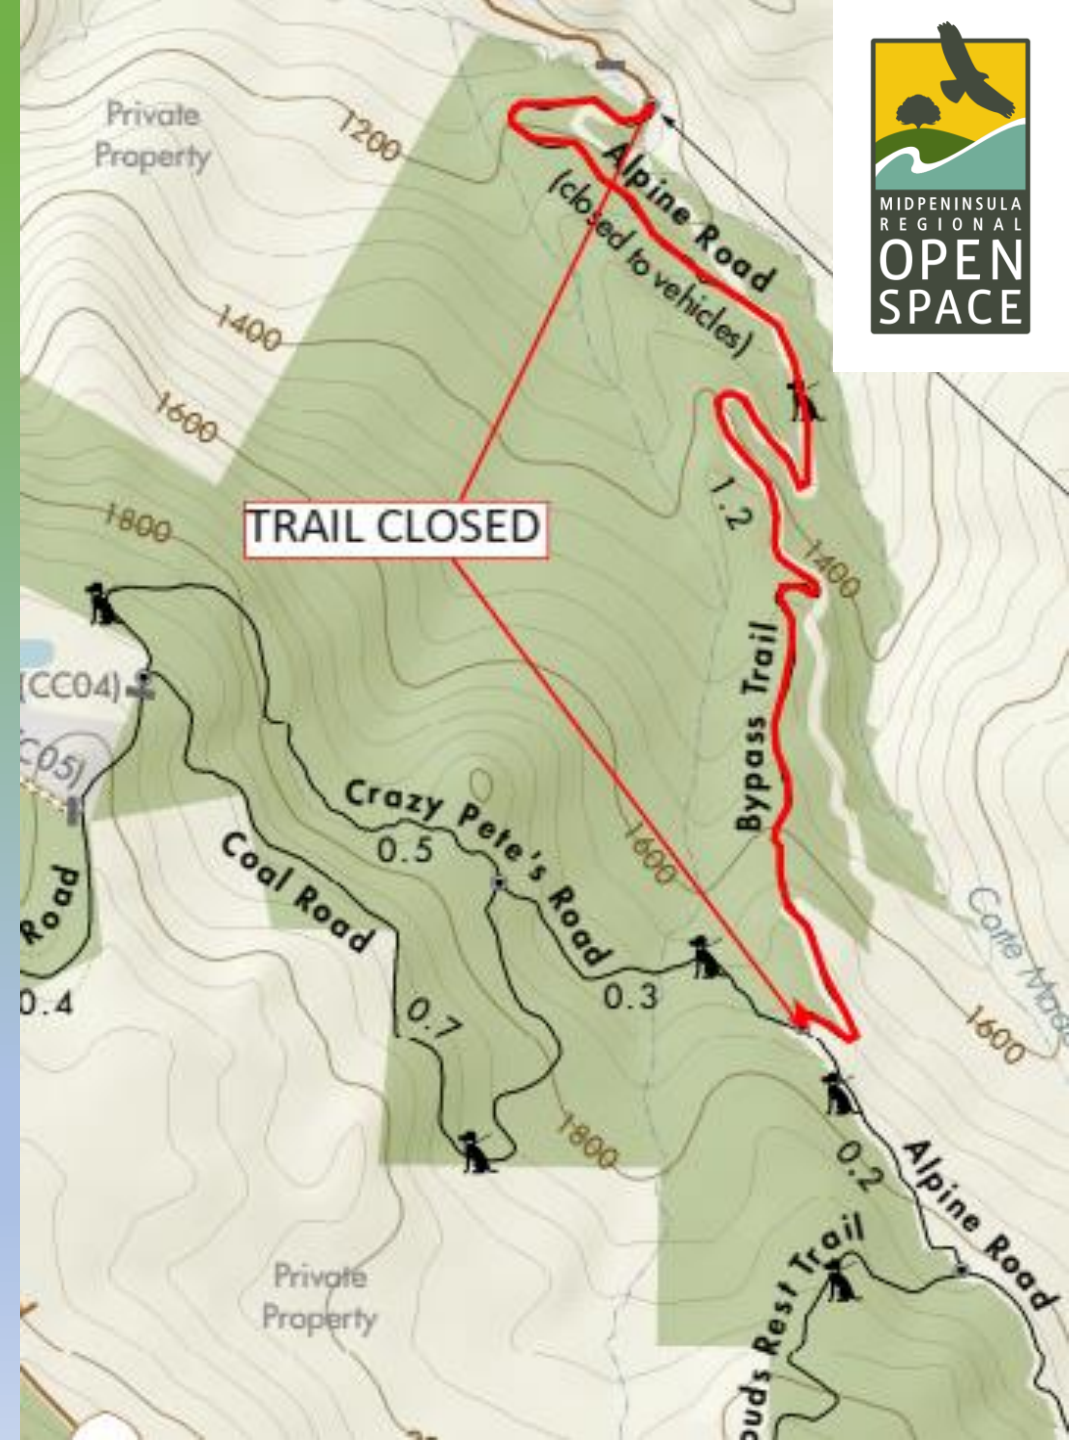 Private
Property
1200
Alpine Road
(closed to vehicles)
MIDPENINSULA
REGIONAL
OPEN
SPACE
1400
1600
1800
TRAIL CLOSED
1.2
1400
Bypass Trail
(CC04)
C05)
Crazy Pete's Road
0.5
Coal Road
1600
Road
0.4
0.3
0.7
Corte
1600
1800
0.2
Alpine Road
Private
Property
Rest Trail